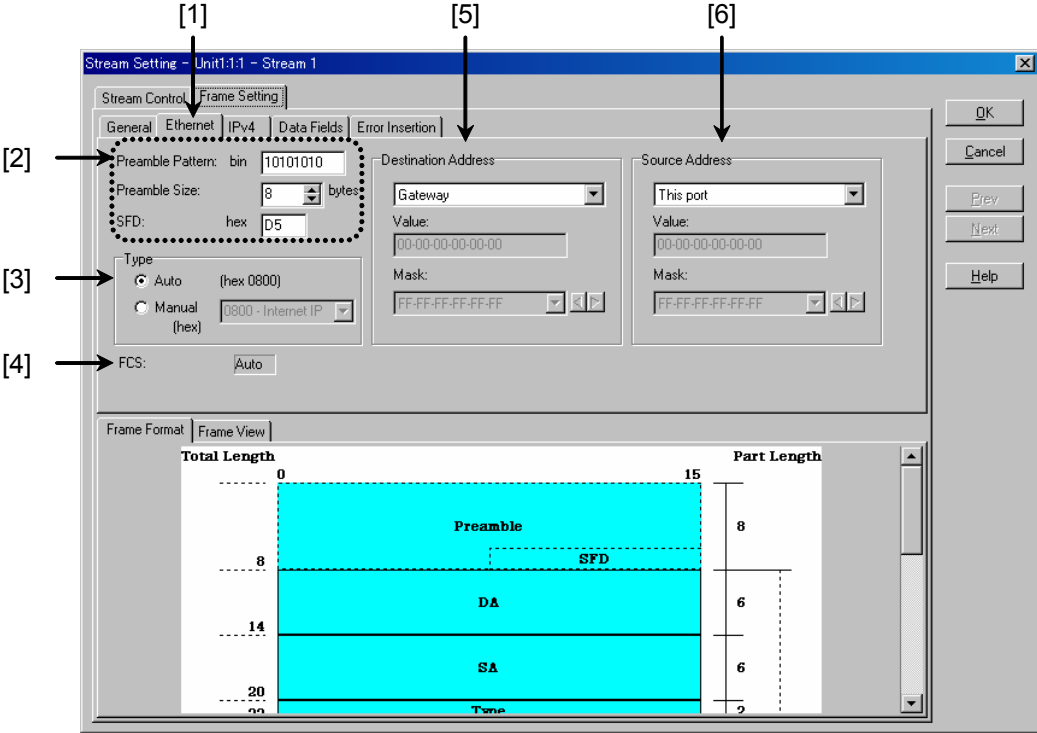 [1] [5] [6]
Stream Setting - Unit1:1:1 - Stream 1
Stream Control Frame Setting
OK
General Ethernet IPv4 Data Fields Error Insertion
[2] Preamble Pattern: bin 10101010 Destination Address Source Address Cancel
Preamble Size: 8 bytes Gateway This port Prev
SFD: hex D5 Value: Value: Next
00-00-00-00-00-00 00-00-00-00-00-00
Type
[3] Auto (hex 0800) Mask: Mask: Help
Manual (hex) 0800 - Internet IP FF-FF-FF-FF-FF-FF FF-FF-FF-FF-FF-FF
[4] FCS: Auto
Frame Format Frame View
Total Length Part Length
0 15
Preamble 8
8 SFD
DA 6
14
SA 6
20
22 Type 2